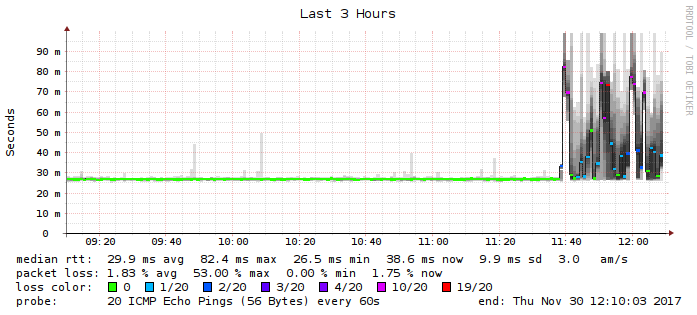 Last 3 Hours
RRDTOOL / TOBI OETIKER
Seconds
90 m
80 m
70 m
60 m
50 m
40 m
30 m
20 m
10 m
0
09:20 09:40 10:00 10:20 10:40 11:00 11:20 11:40 12:00
median rtt: 29.9 ms avg 82.4 ms max 26.5 ms min 38.6 ms now 9.9 ms sd 3.0 am/s
packet loss: 1.83 % avg 53.00 % max 0.00 % min 1.75 % now
loss color: 0 1/20 2/20 3/20 4/20 10/20 19/20
probe: 20 ICMP Echo Pings (56 Bytes) every 60s end: Thu Nov 30 12:10:03 2017